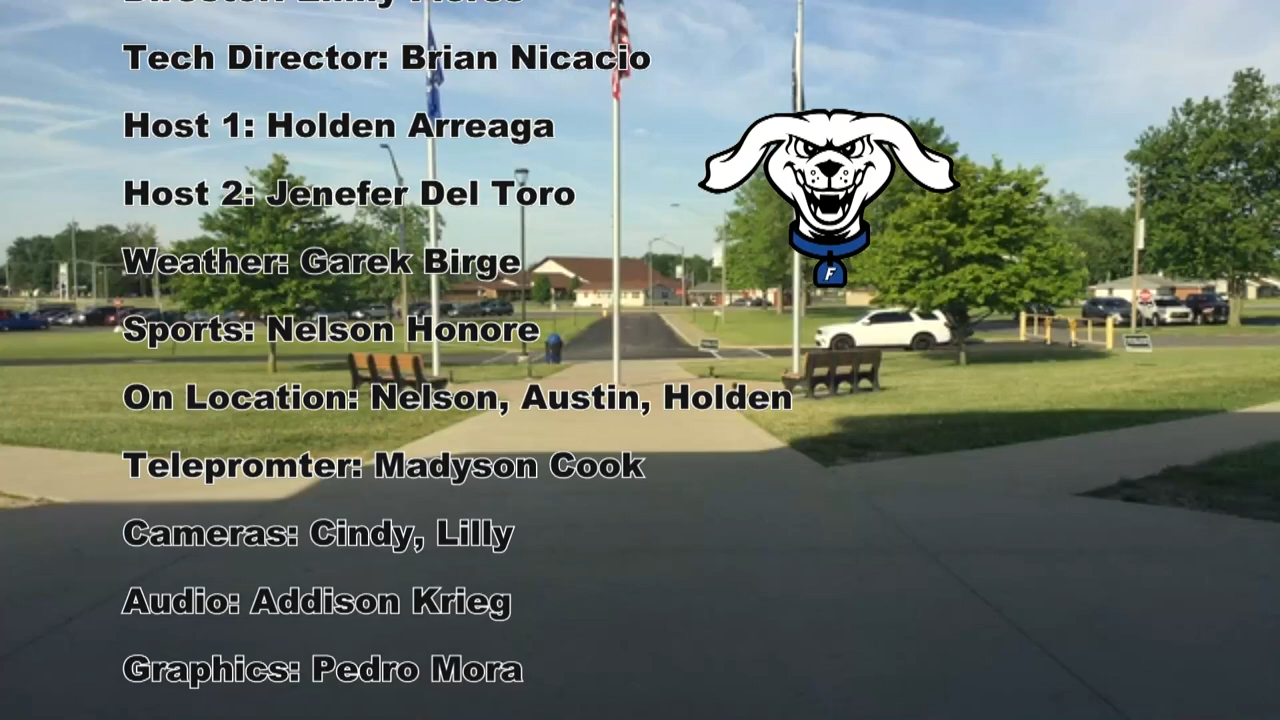 Tech Director: Brian Nicacio
Host 1: Holden Arreaga
Host 2: Jenefer Del Toro
Weather: Garek Birge
Sports: Nelson Honore
On Location: Nelson, Austin, Holden
Telepromter: Madyson Cook
Cameras: Cindy, Lilly
Audio: Addison Krieg
Graphics: Pedro Mora
F